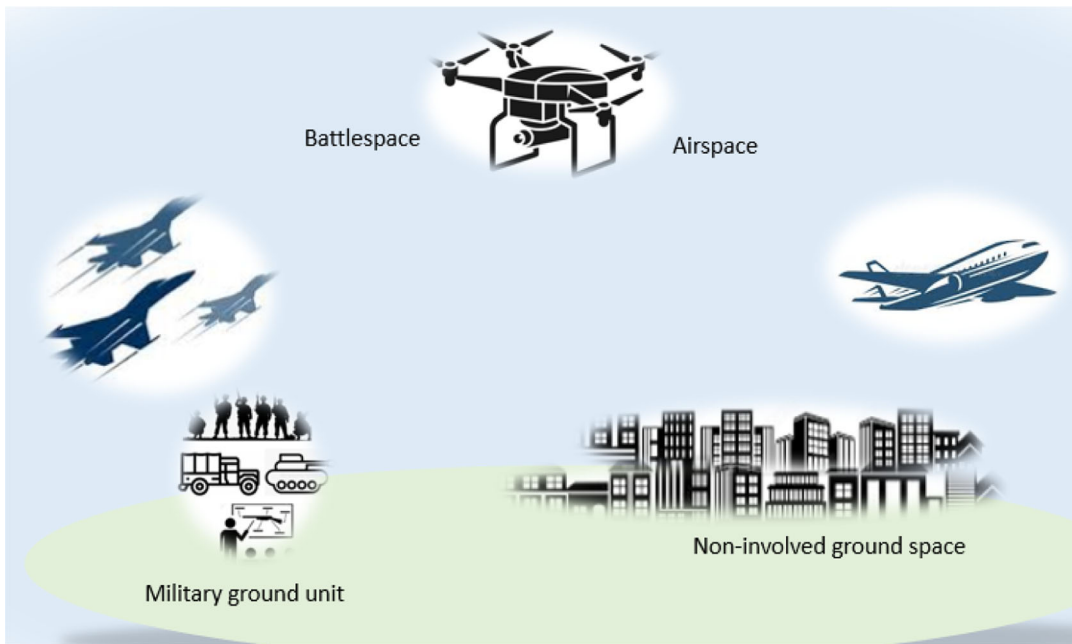 Battlespace
Airspace
Non-involved ground space
Military ground unit